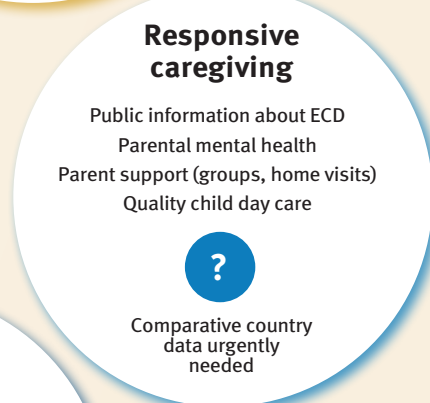 Responsive
caregiving
Public information about ECD
Parental mental health
Parent support (groups, home visits)
Quality child day care
?
Comparative country
data urgently
needed